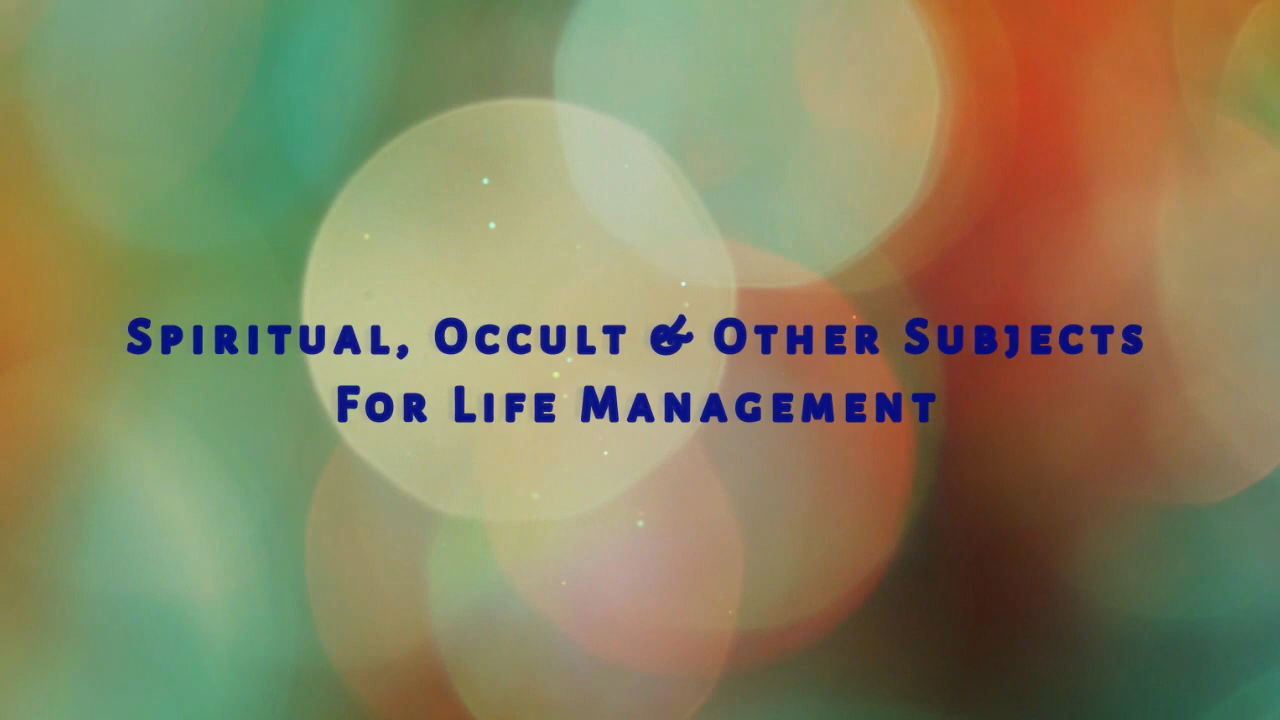 Spiritual, Occult & Other Subjects
For Life Management